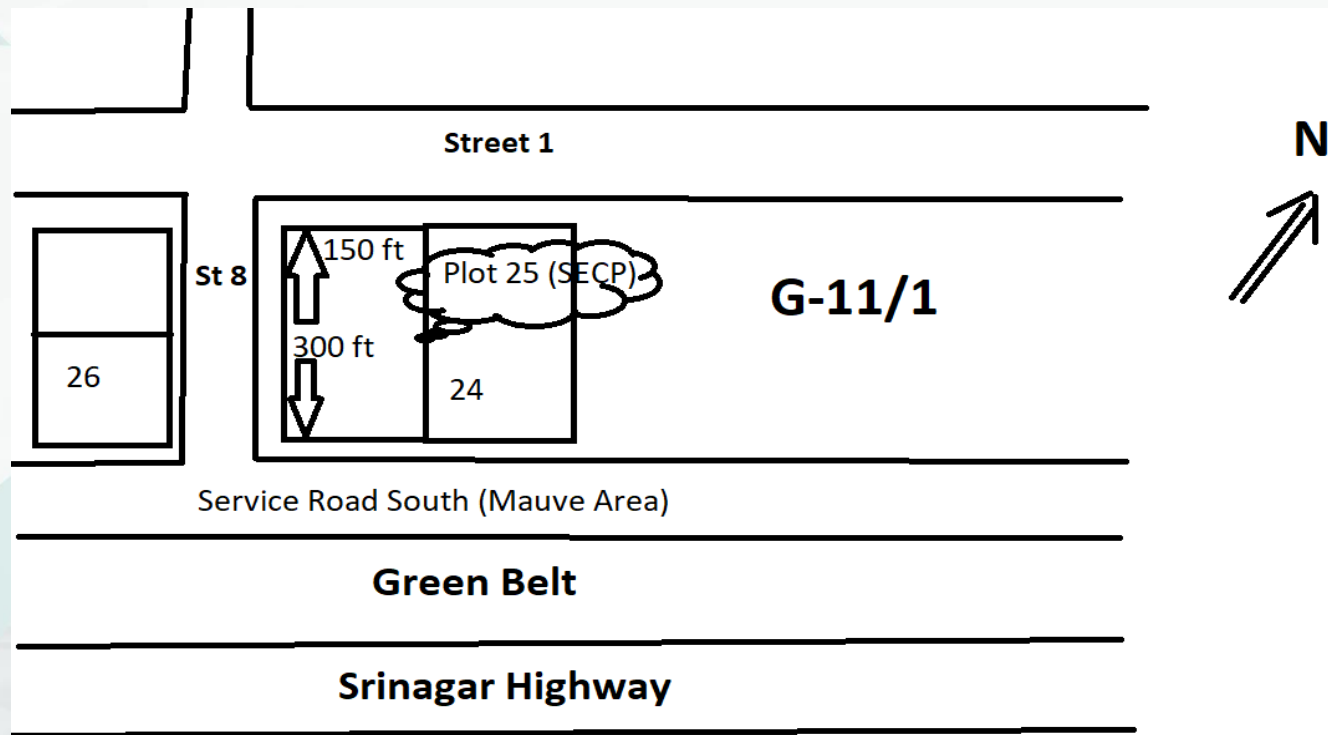 Street 1
N
150 ft
Plot 25 (SECP)
St 8
G-11/1
300 ft
26
24
Service Road South (Mauve Area)
Green Belt
Srinagar Highway